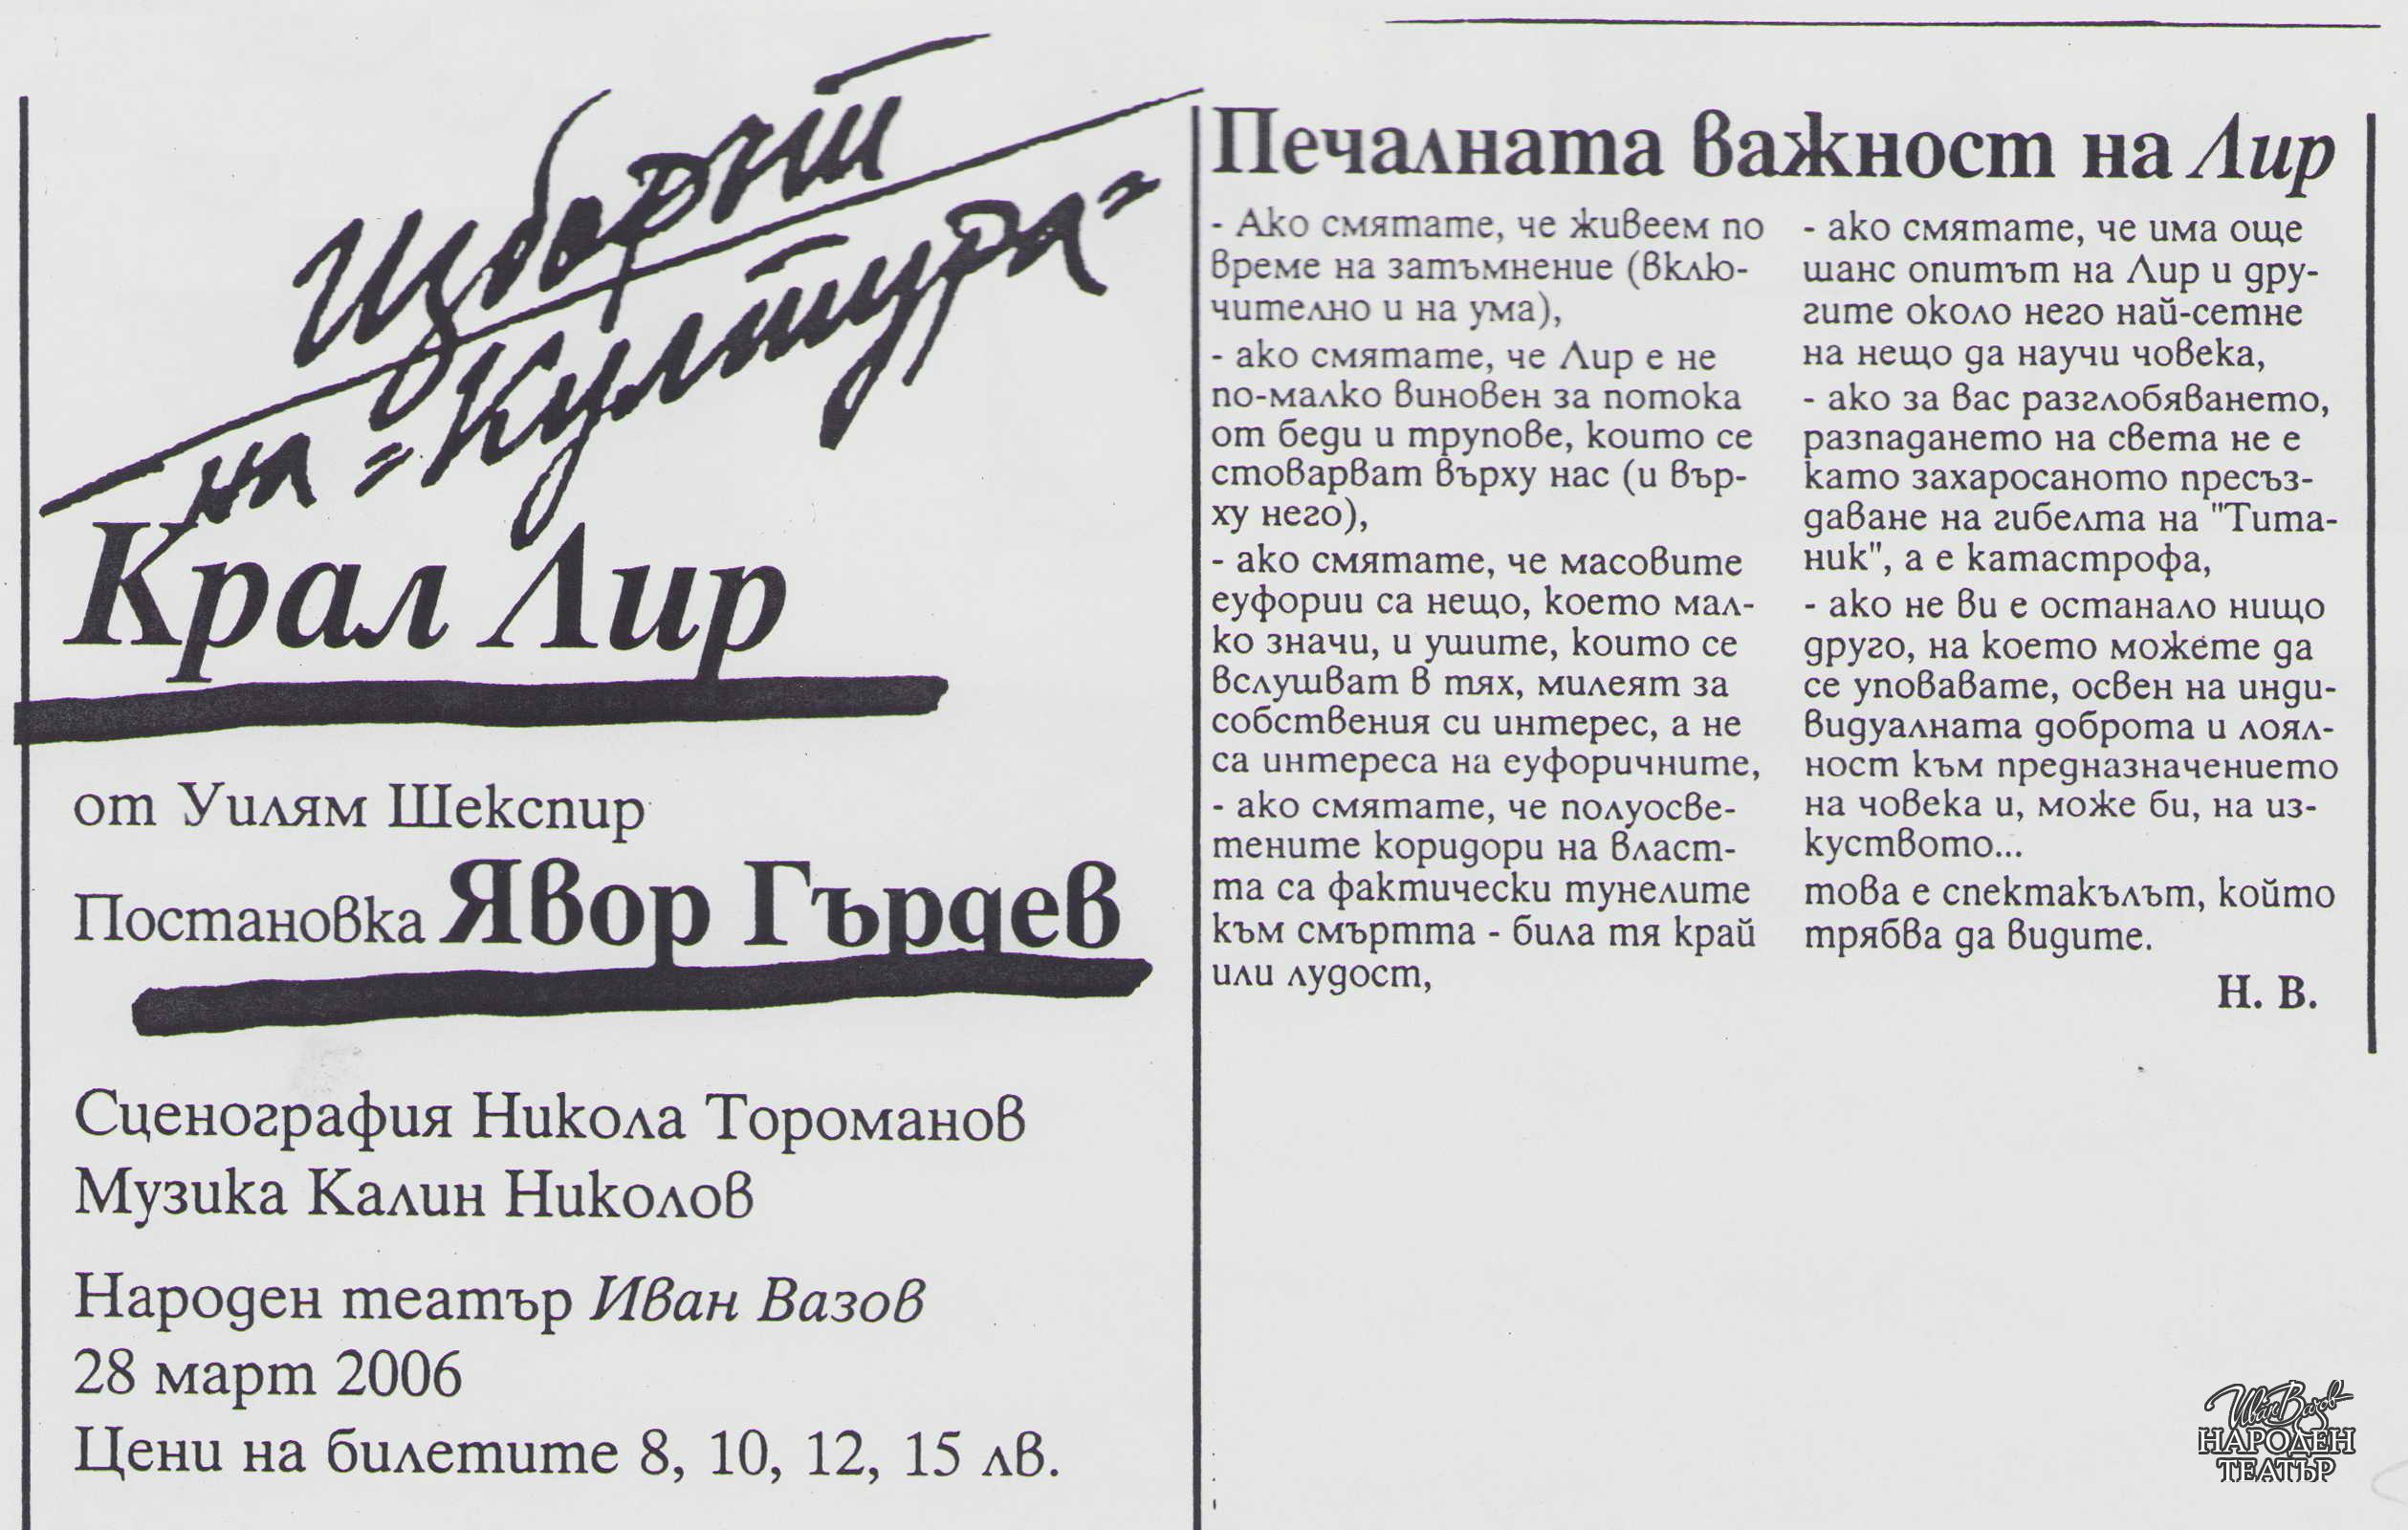 Изборът
на "Култура"
Крал Лир
от Уилям Шекспир
Постановка Явор Гърдев
Сценография Никола Тороманов
Музика Калин Николов
Народен театър Иван Вазов
28 март 2006
Цени на билетите 8, 10, 12, 15 лв.
Печалната важност на Лир
- Ако смятате, че живеем по
време на затъмнение (вклю-
чително и на ума),
- ако смятате, че Лир е не
по-малко виновен за потока
от беди и трупове, които се
стоварват върху нас (и вър-
ху него),
- ако смятате, че масовите
еуфории са нещо, което мал-
ко значи, и ушите, които се
вслушват в тях, милеят за
собствения си интерес, а не
са интереса на еуфоричните,
- ако смятате, че полуосве-
тените коридори на власт-
та са фактически тунелите
към смъртта - била тя край
или лудост,
- ако смятате, че има още
шанс опитът на Лир и дру-
гите около него най-сетне
на нещо да научи човека,
- ако за вас разглобяването,
разпадането на света не е
като захаросаното пресъз-
даване на гибелта на "Тита-
ник", а е катастрофа,
- ако не ви е останало нищо
друго, на което можете да
се уповавате, освен на инди-
видуалната доброта и лоял-
ност към предназначението
на човека и, може би, на из-
куството...
това е спектакълът, който
трябва да видите.
Н. В.
Иван Вазов
НАРОДЕН
ТЕАТЪР